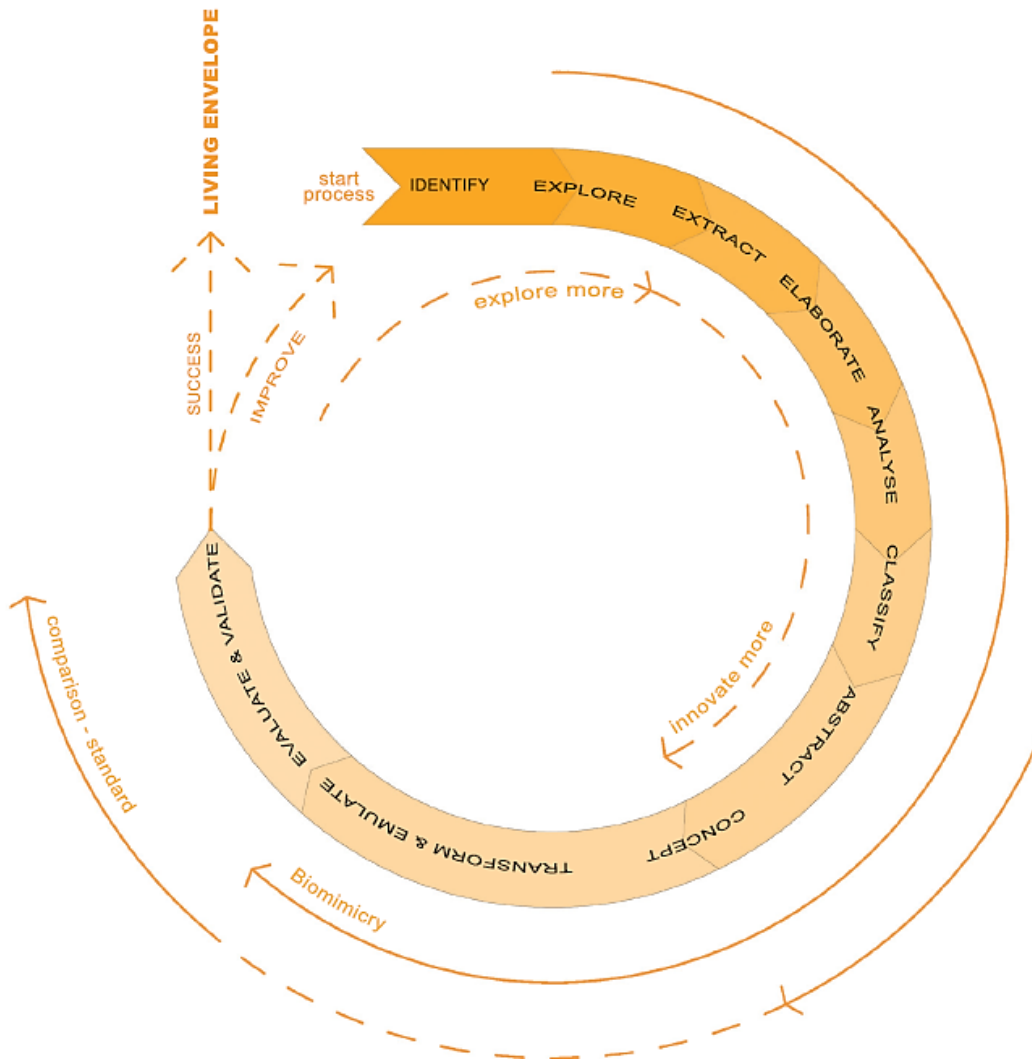 LIVING ENVELOPE
start
process
IDENTIFY
EXPLORE
EXTRACT
ELABORATE
ANALYSE
CLASSIFY
ABSTRACT
CONCEPT
TRANSFORM & EMULATE
EVALUATE & VALIDATE
SUCCESS
IMPROVE
explore more
innovate more
Biomimicry
comparison - standard